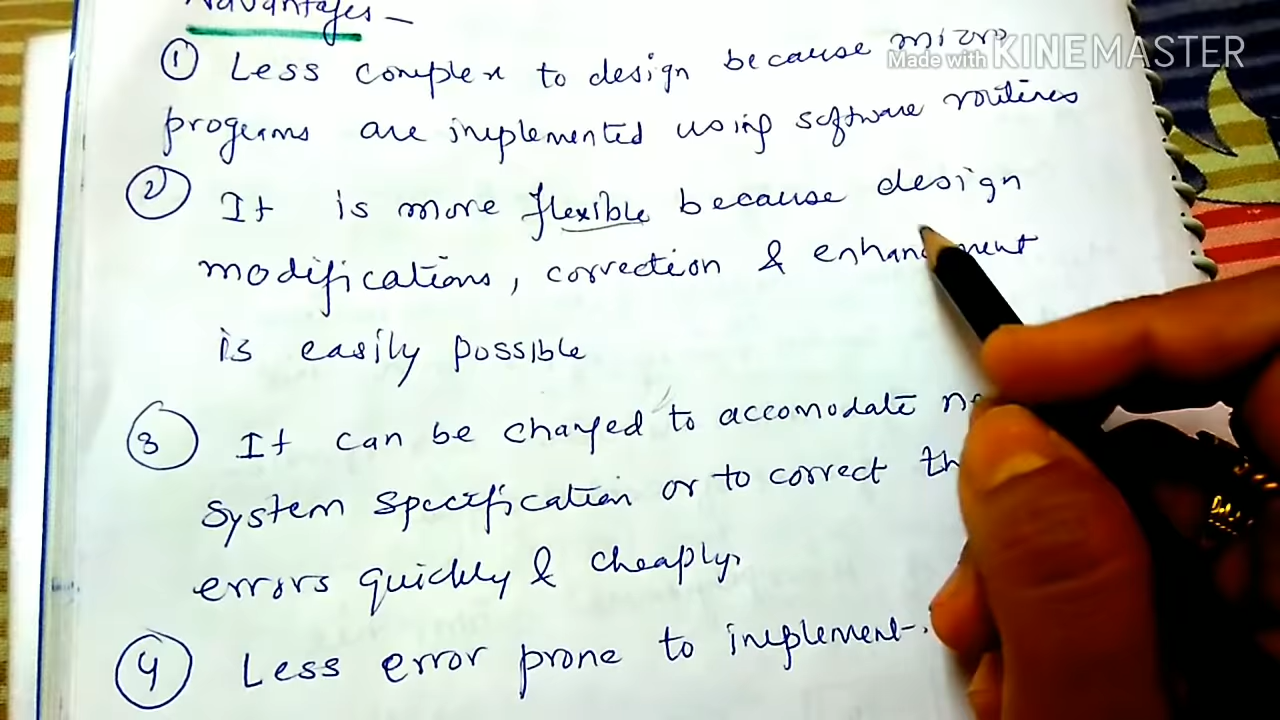 Advantages -
Made with KINEMASTER
① Less complex to design because micro
programs are implemented using software routines
② It is more flexible because design
modifications, correction & enhancement
is easily possible
③ It can be changed to accomodate
system specification or to correct
errors quickly & cheaply.
④ Less error prone to implement.